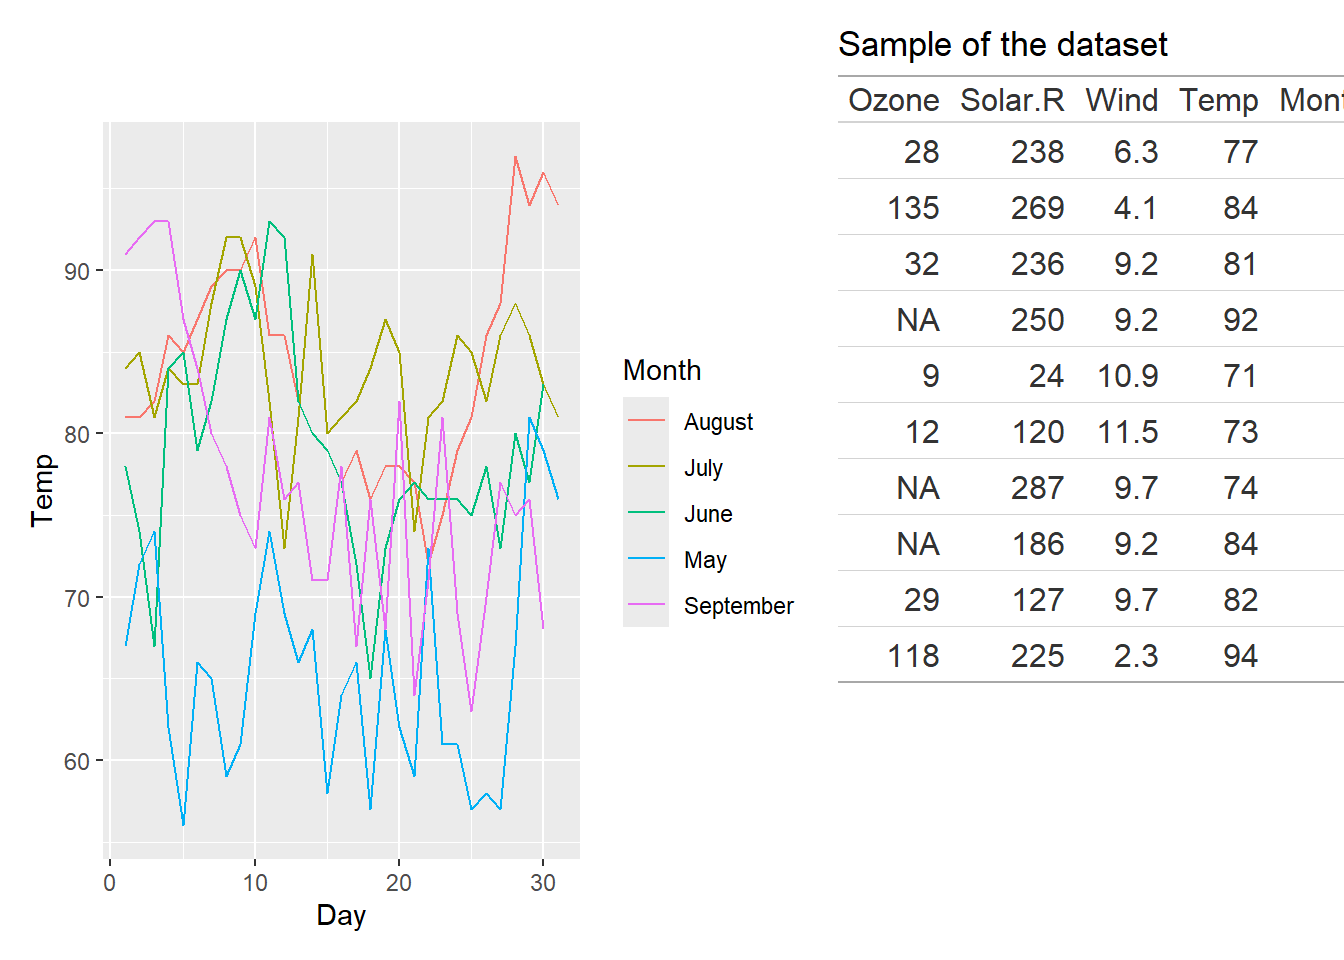 90
80
70
60
Temp
0 10 20 30
Day
Month
August
July
June
May
September
Sample of the dataset
Ozone Solar.R Wind Temp Mont
28 238 6.3 77
135 269 4.1 84
32 236 9.2 81
NA 250 9.2 92
9 24 10.9 71
12 120 11.5 73
NA 287 9.7 74
NA 186 9.2 84
29 127 9.7 82
118 225 2.3 94